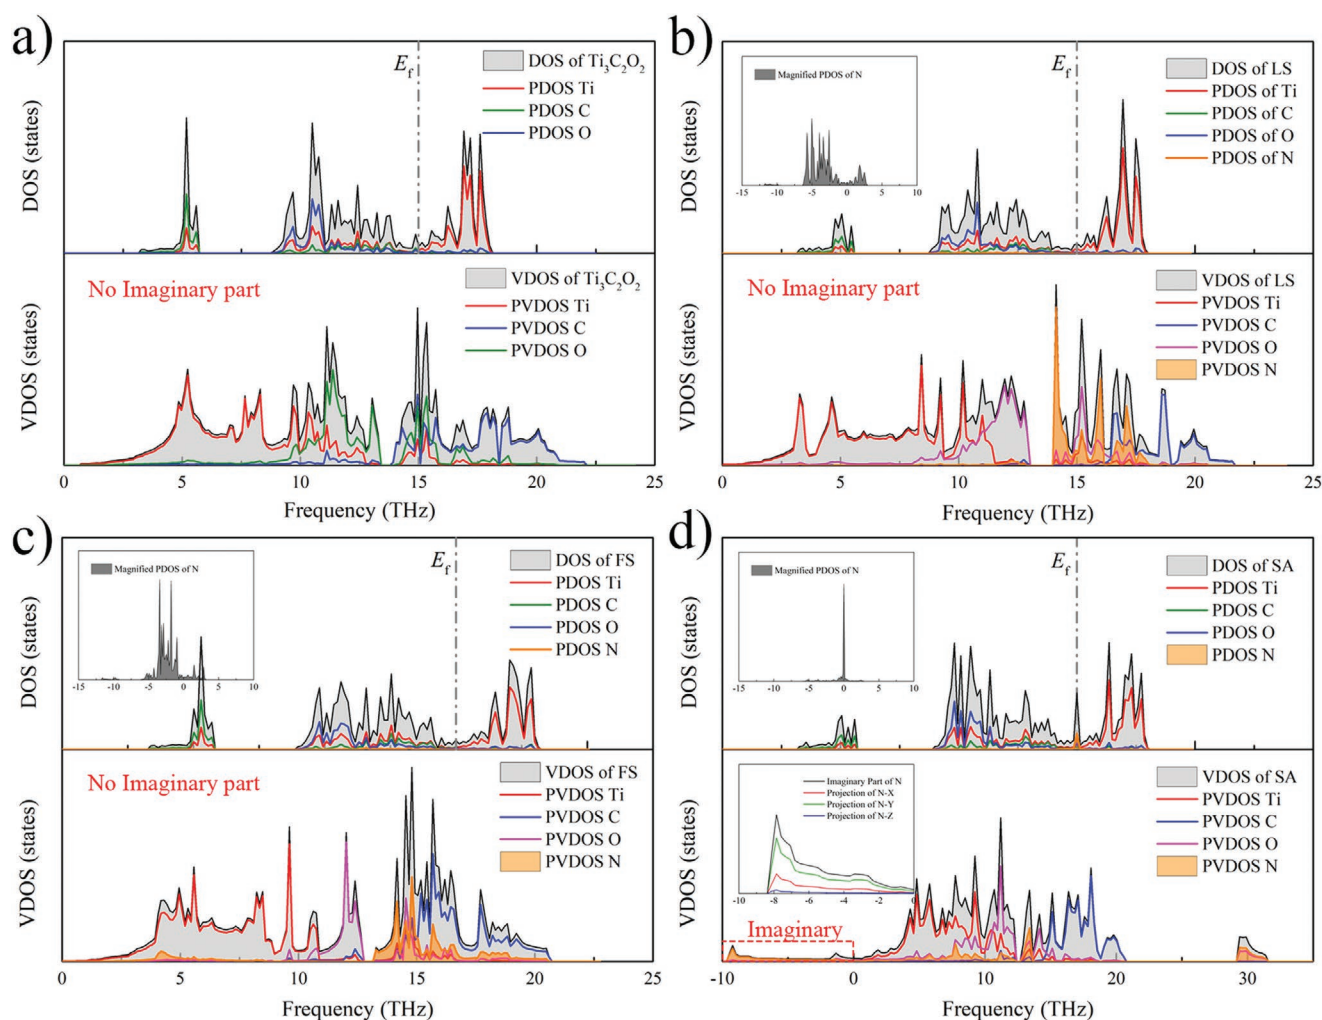 a)
DOS (states)
E_f
DOS of Ti₃C₂O₂
PDOS Ti
PDOS C
PDOS O
VDOS (states)
No Imaginary part
VDOS of Ti₃C₂O₂
PVDOS Ti
PVDOS C
PVDOS O
0 5 10 15 20 25
Frequency (THz)
b)
DOS (states)
Magnified PDOS of N
-15 -10 -5 0 5 10
E_f
DOS of LS
PDOS of Ti
PDOS of C
PDOS of O
PDOS of N
VDOS (states)
No Imaginary part
VDOS of LS
PVDOS Ti
PVDOS C
PVDOS O
PVDOS N
0 5 10 15 20 25
Frequency (THz)
c)
DOS (states)
Magnified PDOS of N
-15 -10 -5 0 5 10
E_f
DOS of FS
PDOS Ti
PDOS C
PDOS O
PDOS N
VDOS (states)
No Imaginary part
VDOS of FS
PVDOS Ti
PVDOS C
PVDOS O
PVDOS N
0 5 10 15 20 25
Frequency (THz)
d)
DOS (states)
Magnified PDOS of N
-15 -10 -5 0 5 10
E_f
DOS of SA
PDOS Ti
PDOS C
PDOS O
PDOS N
VDOS (states)
Imaginary Part of N
Projection of N-X
Projection of N-Y
Projection of N-Z
-10 -8 -6 -4 -2 0
Imaginary
VDOS of SA
PVDOS Ti
PVDOS C
PVDOS O
PVDOS N
-10 0 10 20 30
Frequency (THz)